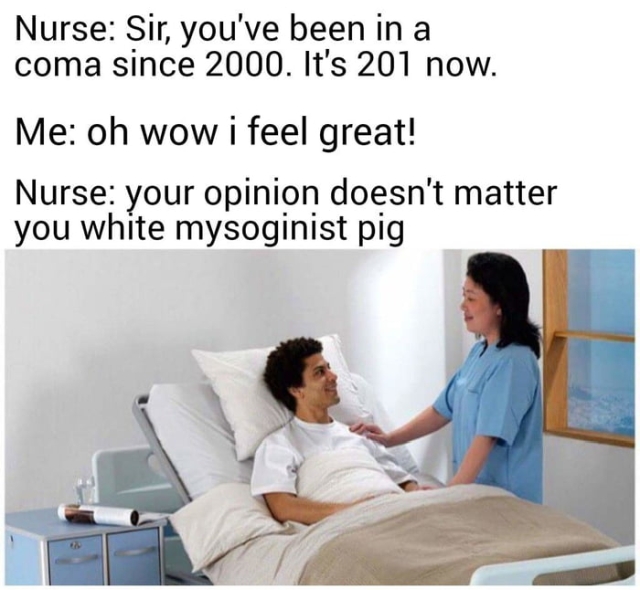 Nurse: Sir, you've been in a
coma since 2000. It's 201 now.
Me: oh wow i feel great!
Nurse: your opinion doesn't matter
you white mysoginist pig